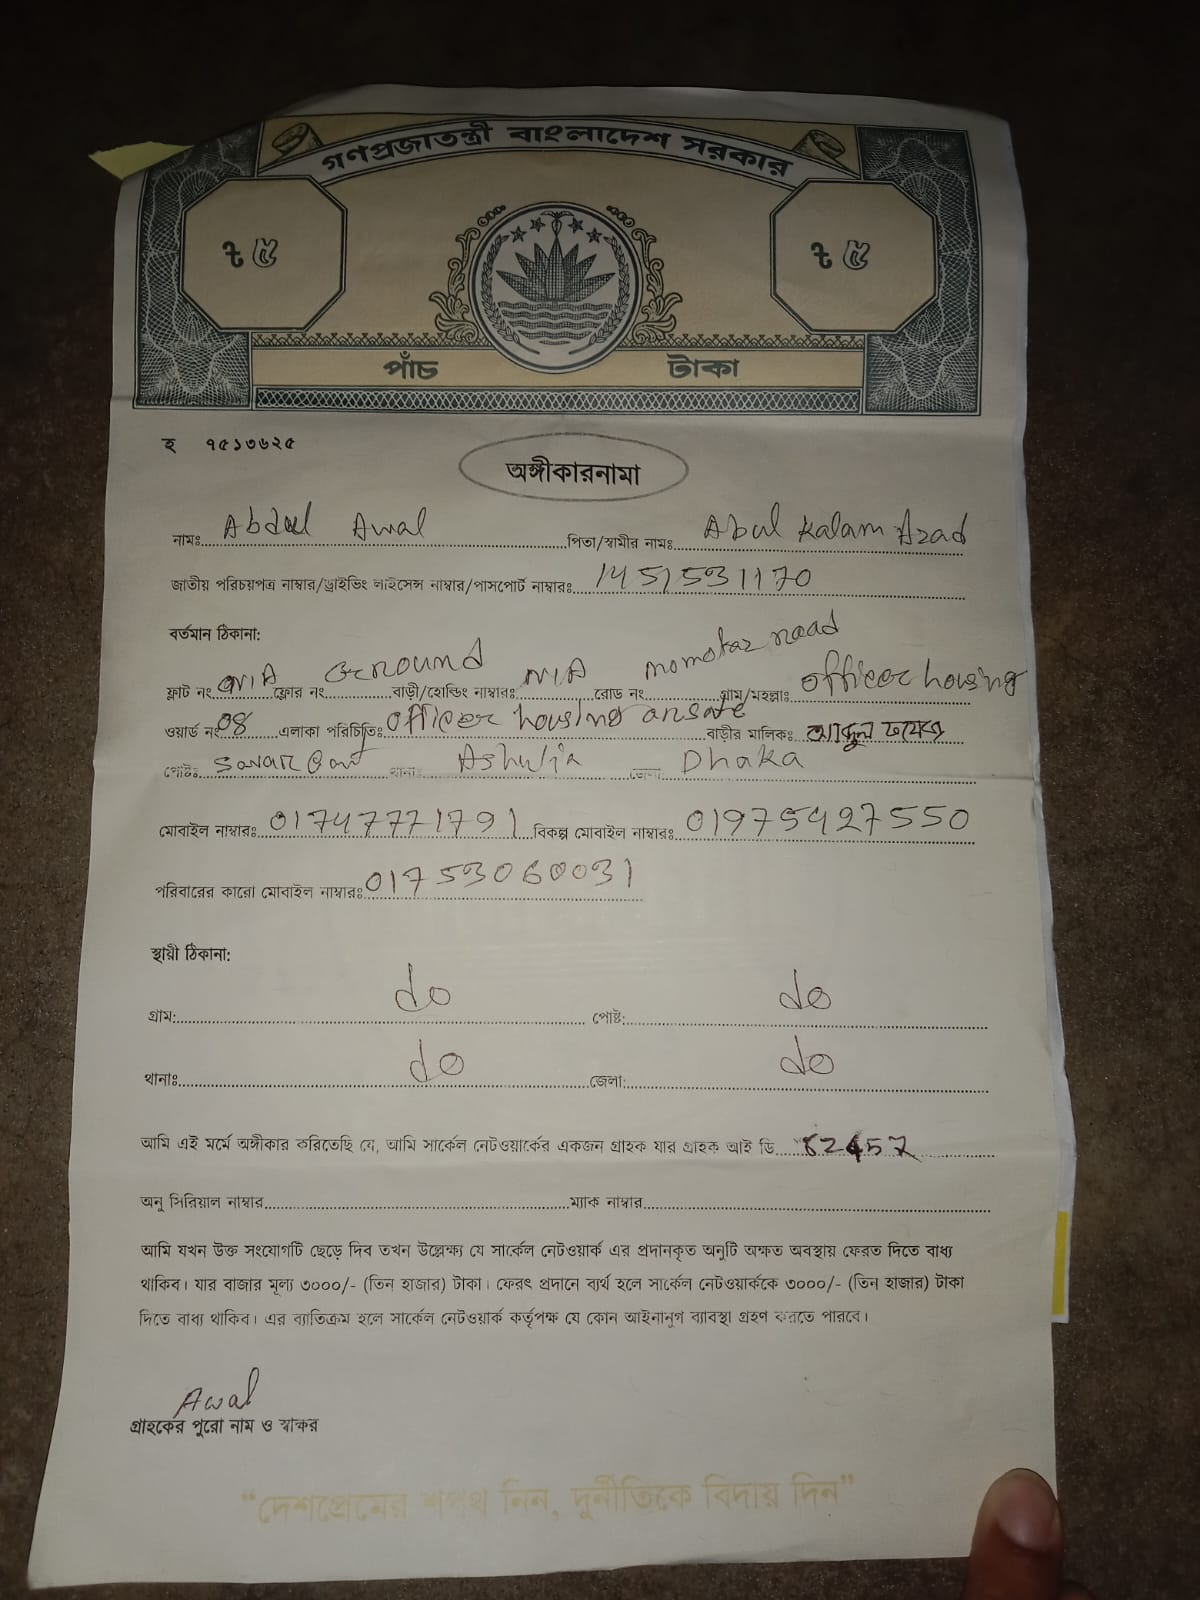 গণপ্রজাতন্ত্রী বাংলাদেশ সরকার
৳ ৫ ৳ ৫
পাঁচ টাকা
হ ৭৫১৩৬২৫
অঙ্গীকারনামা
নামঃ Abdul Awal পিতা/স্বামীর নামঃ Abul Kalam Azad
জাতীয় পরিচয়পত্র নাম্বার/ড্রাইভিং লাইসেন্স নাম্বার/পাসপোর্ট নাম্বারঃ 1451531170
বর্তমান ঠিকানা:
ফ্লাট নং N/A ফ্লোর নং Ground বাড়ী/হোল্ডিং নাম্বারঃ N/A রোড নং momotaz road গ্রাম/মহল্লাঃ officer housing
ওয়ার্ড নং 08 এলাকা পরিচিতিঃ officer housing বাড়ীর মালিকঃ
পোষ্টঃ Savar Cant থানাঃ Ashulia জেলা Dhaka
মোবাইল নাম্বারঃ 01747771791 বিকল্প মোবাইল নাম্বারঃ 01975427550
পরিবারের কারো মোবাইল নাম্বারঃ 01753060031
স্থায়ী ঠিকানা:
গ্রাম: do পোষ্ট: do
থানাঃ do জেলা: do
আমি এই মর্মে অঙ্গীকার করিতেছি যে, আমি সার্কেল নেটওয়ার্কের একজন গ্রাহক যার গ্রাহক আই ডি
অনু সিরিয়াল নাম্বার ম্যাক নাম্বার
আমি যখন উক্ত সংযোগটি ছেড়ে দিব তখন উল্লেক্ষ্য যে সার্কেল নেটওয়ার্ক এর প্রদানকৃত অনুটি অক্ষত অবস্থায় ফেরত দিতে বাধ্য
থাকিব। যার বাজার মূল্য ৩০০০/- (তিন হাজার) টাকা। ফেরৎ প্রদানে ব্যর্থ হলে সার্কেল নেটওয়ার্ককে ৩০০০/- (তিন হাজার) টাকা
দিতে বাধ্য থাকিব। এর ব্যাতিক্রম হলে সার্কেল নেটওয়ার্ক কর্তৃপক্ষ যে কোন আইনানুগ ব্যাবস্থা গ্রহণ করতে পারবে।
Awal
গ্রাহকের পুরো নাম ও স্বাক্ষর
“দেশপ্রেমের শপথ নিন, দুর্নীতিকে বিদায় দিন”